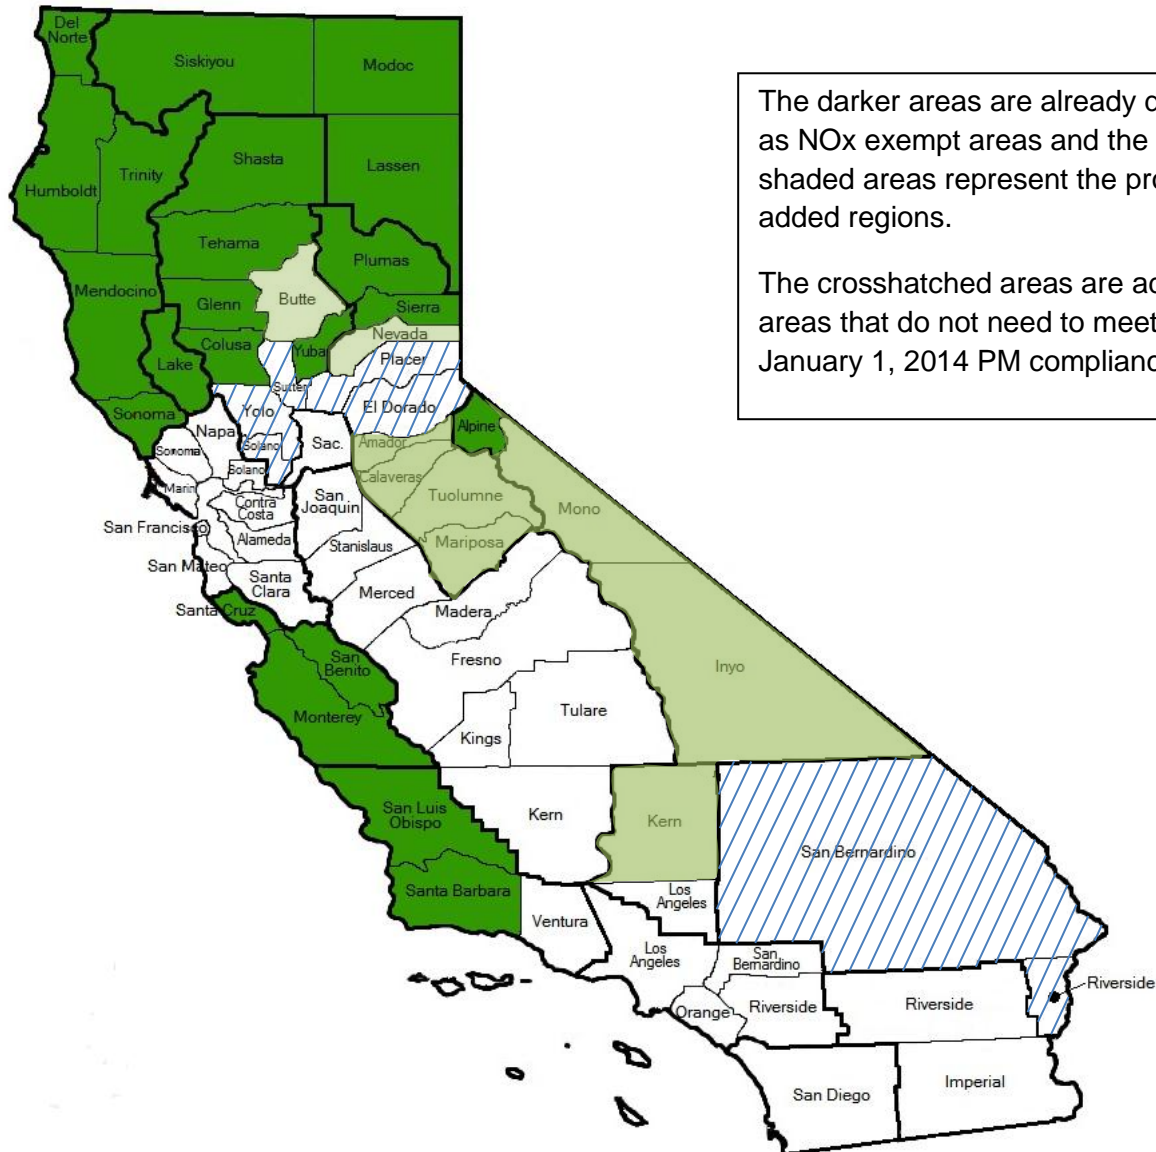 Del
Norte
Siskiyou
Modoc
The darker areas are already d
as NOx exempt areas and the
shaded areas represent the pro
added regions.
The crosshatched areas are ad
areas that do not need to meet
January 1, 2014 PM complianc
Shasta
Lassen
Trinity
Humboldt
Tehama
Plumas
Mendocino
Glenn
Butte
Sierra
Nevada
Colusa
Yuba
Placer
Lake
Sutter
El Dorado
Sonoma
Yolo
Alpine
Napa
Sac.
Amador
Sonoma
Solano
Solano
Calaveras
Marin
San
Joaquin
Tuolumne
Mono
Contra
Costa
San Francisco
Alameda
Stanislaus
Mariposa
San Mateo
Santa
Clara
Merced
Santa Cruz
Madera
San
Benito
Fresno
Inyo
Monterey
Tulare
Kings
San Luis
Obispo
Kern
Kern
San Bernardino
Santa Barbara
Los
Angeles
Ventura
Los
Angeles
San
Bernardino
Riverside
Orange
Riverside
Riverside
San Diego
Imperial